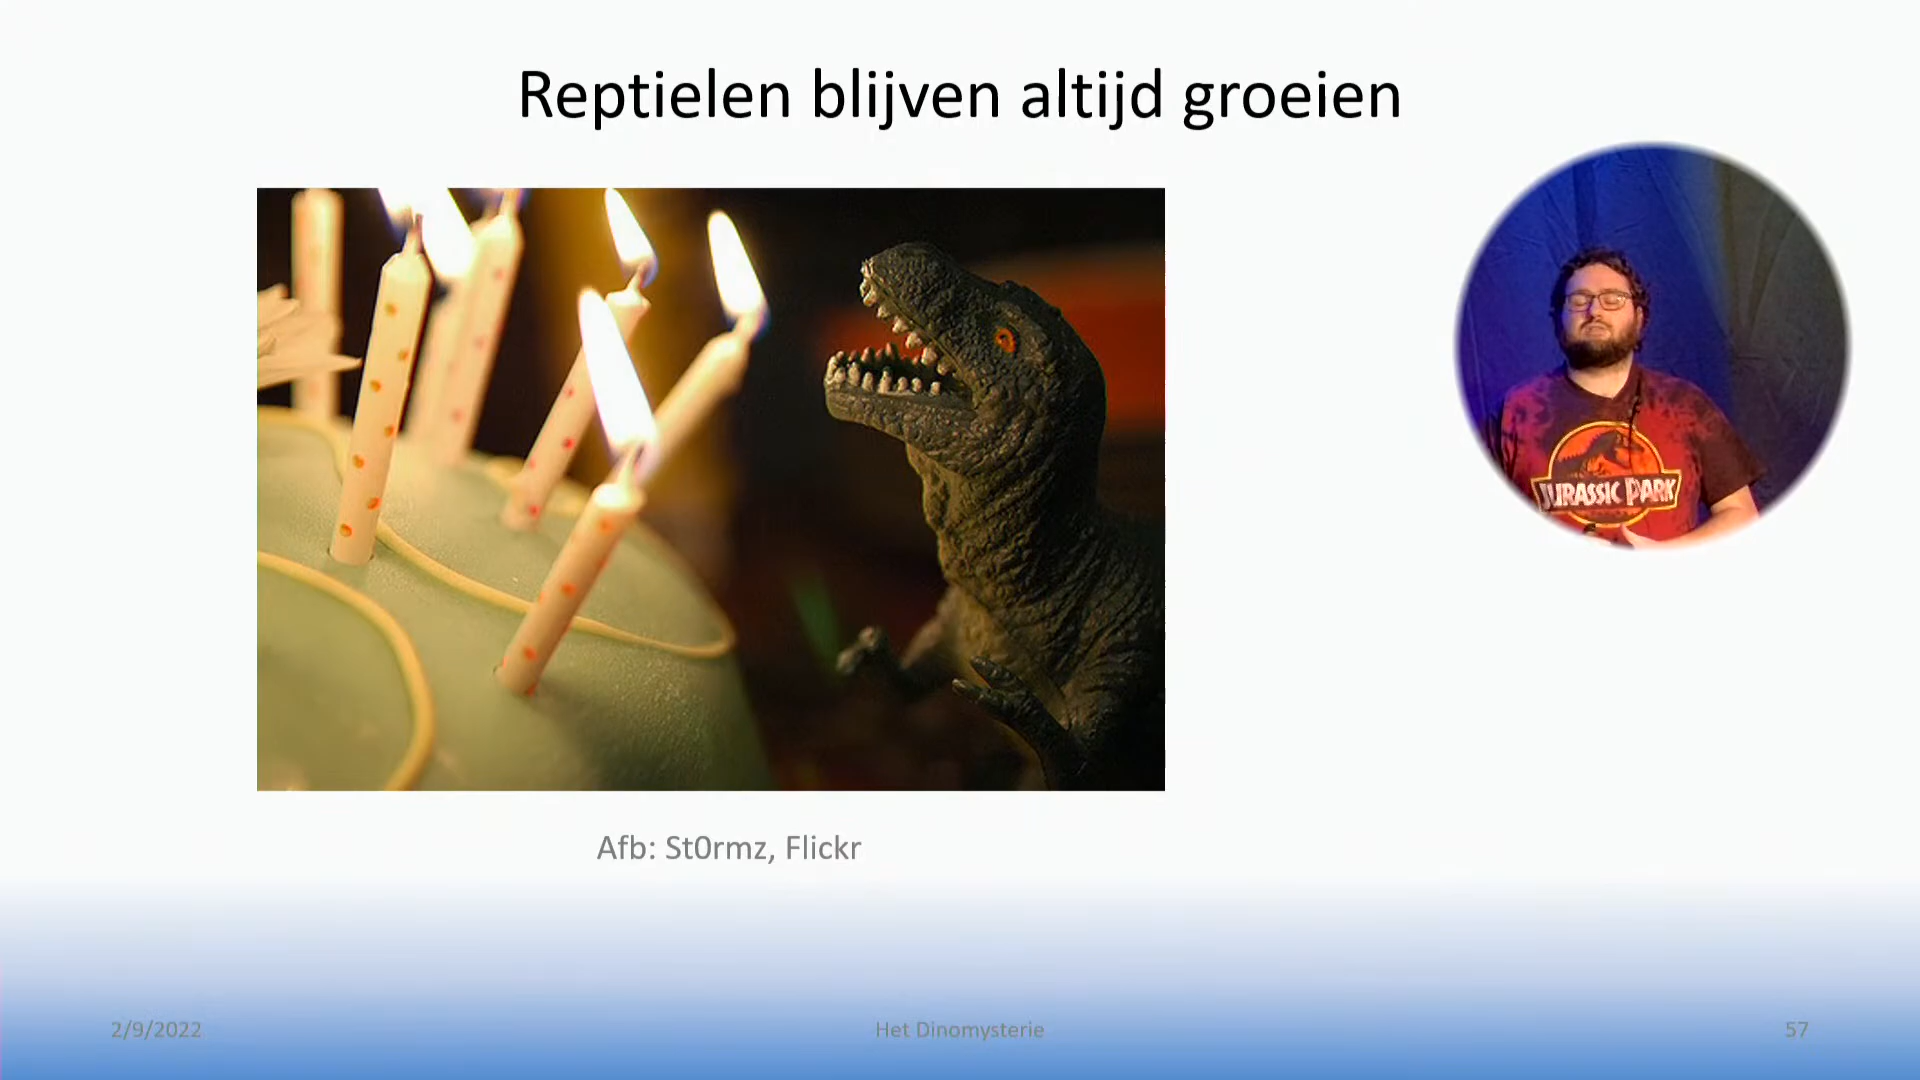 Reptielen blijven altijd groeien
JURASSIC PARK
Afb: St0rmz, Flickr
2/9/2022
Het Dinomysterie
57